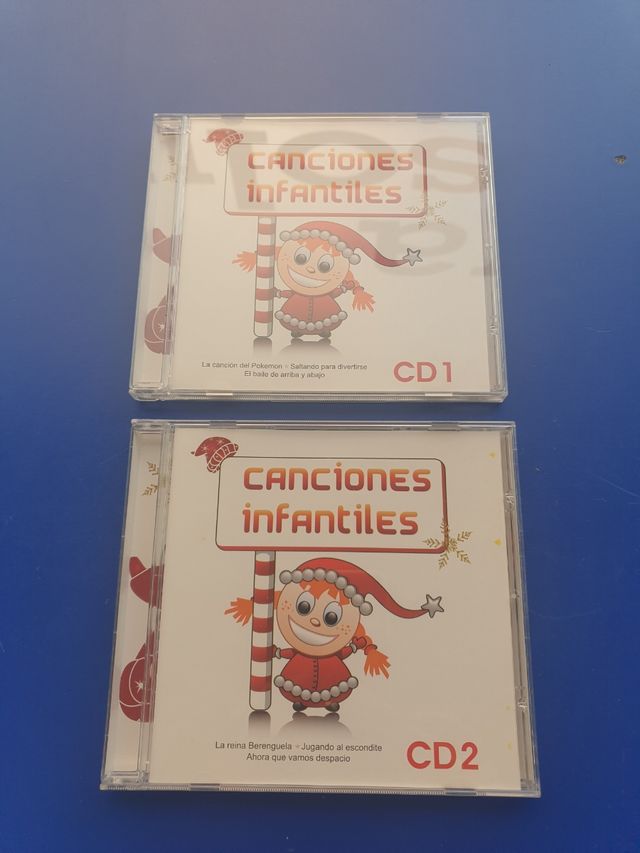 CANCIONES
INFANTILES
La canción del Pokemon Saltando para divertirse
El baile de arriba y abajo
CD1
CANCIONES
INFANTILES
La reina Berenguela Jugando al escondite
Ahora que vamos despacio
CD2